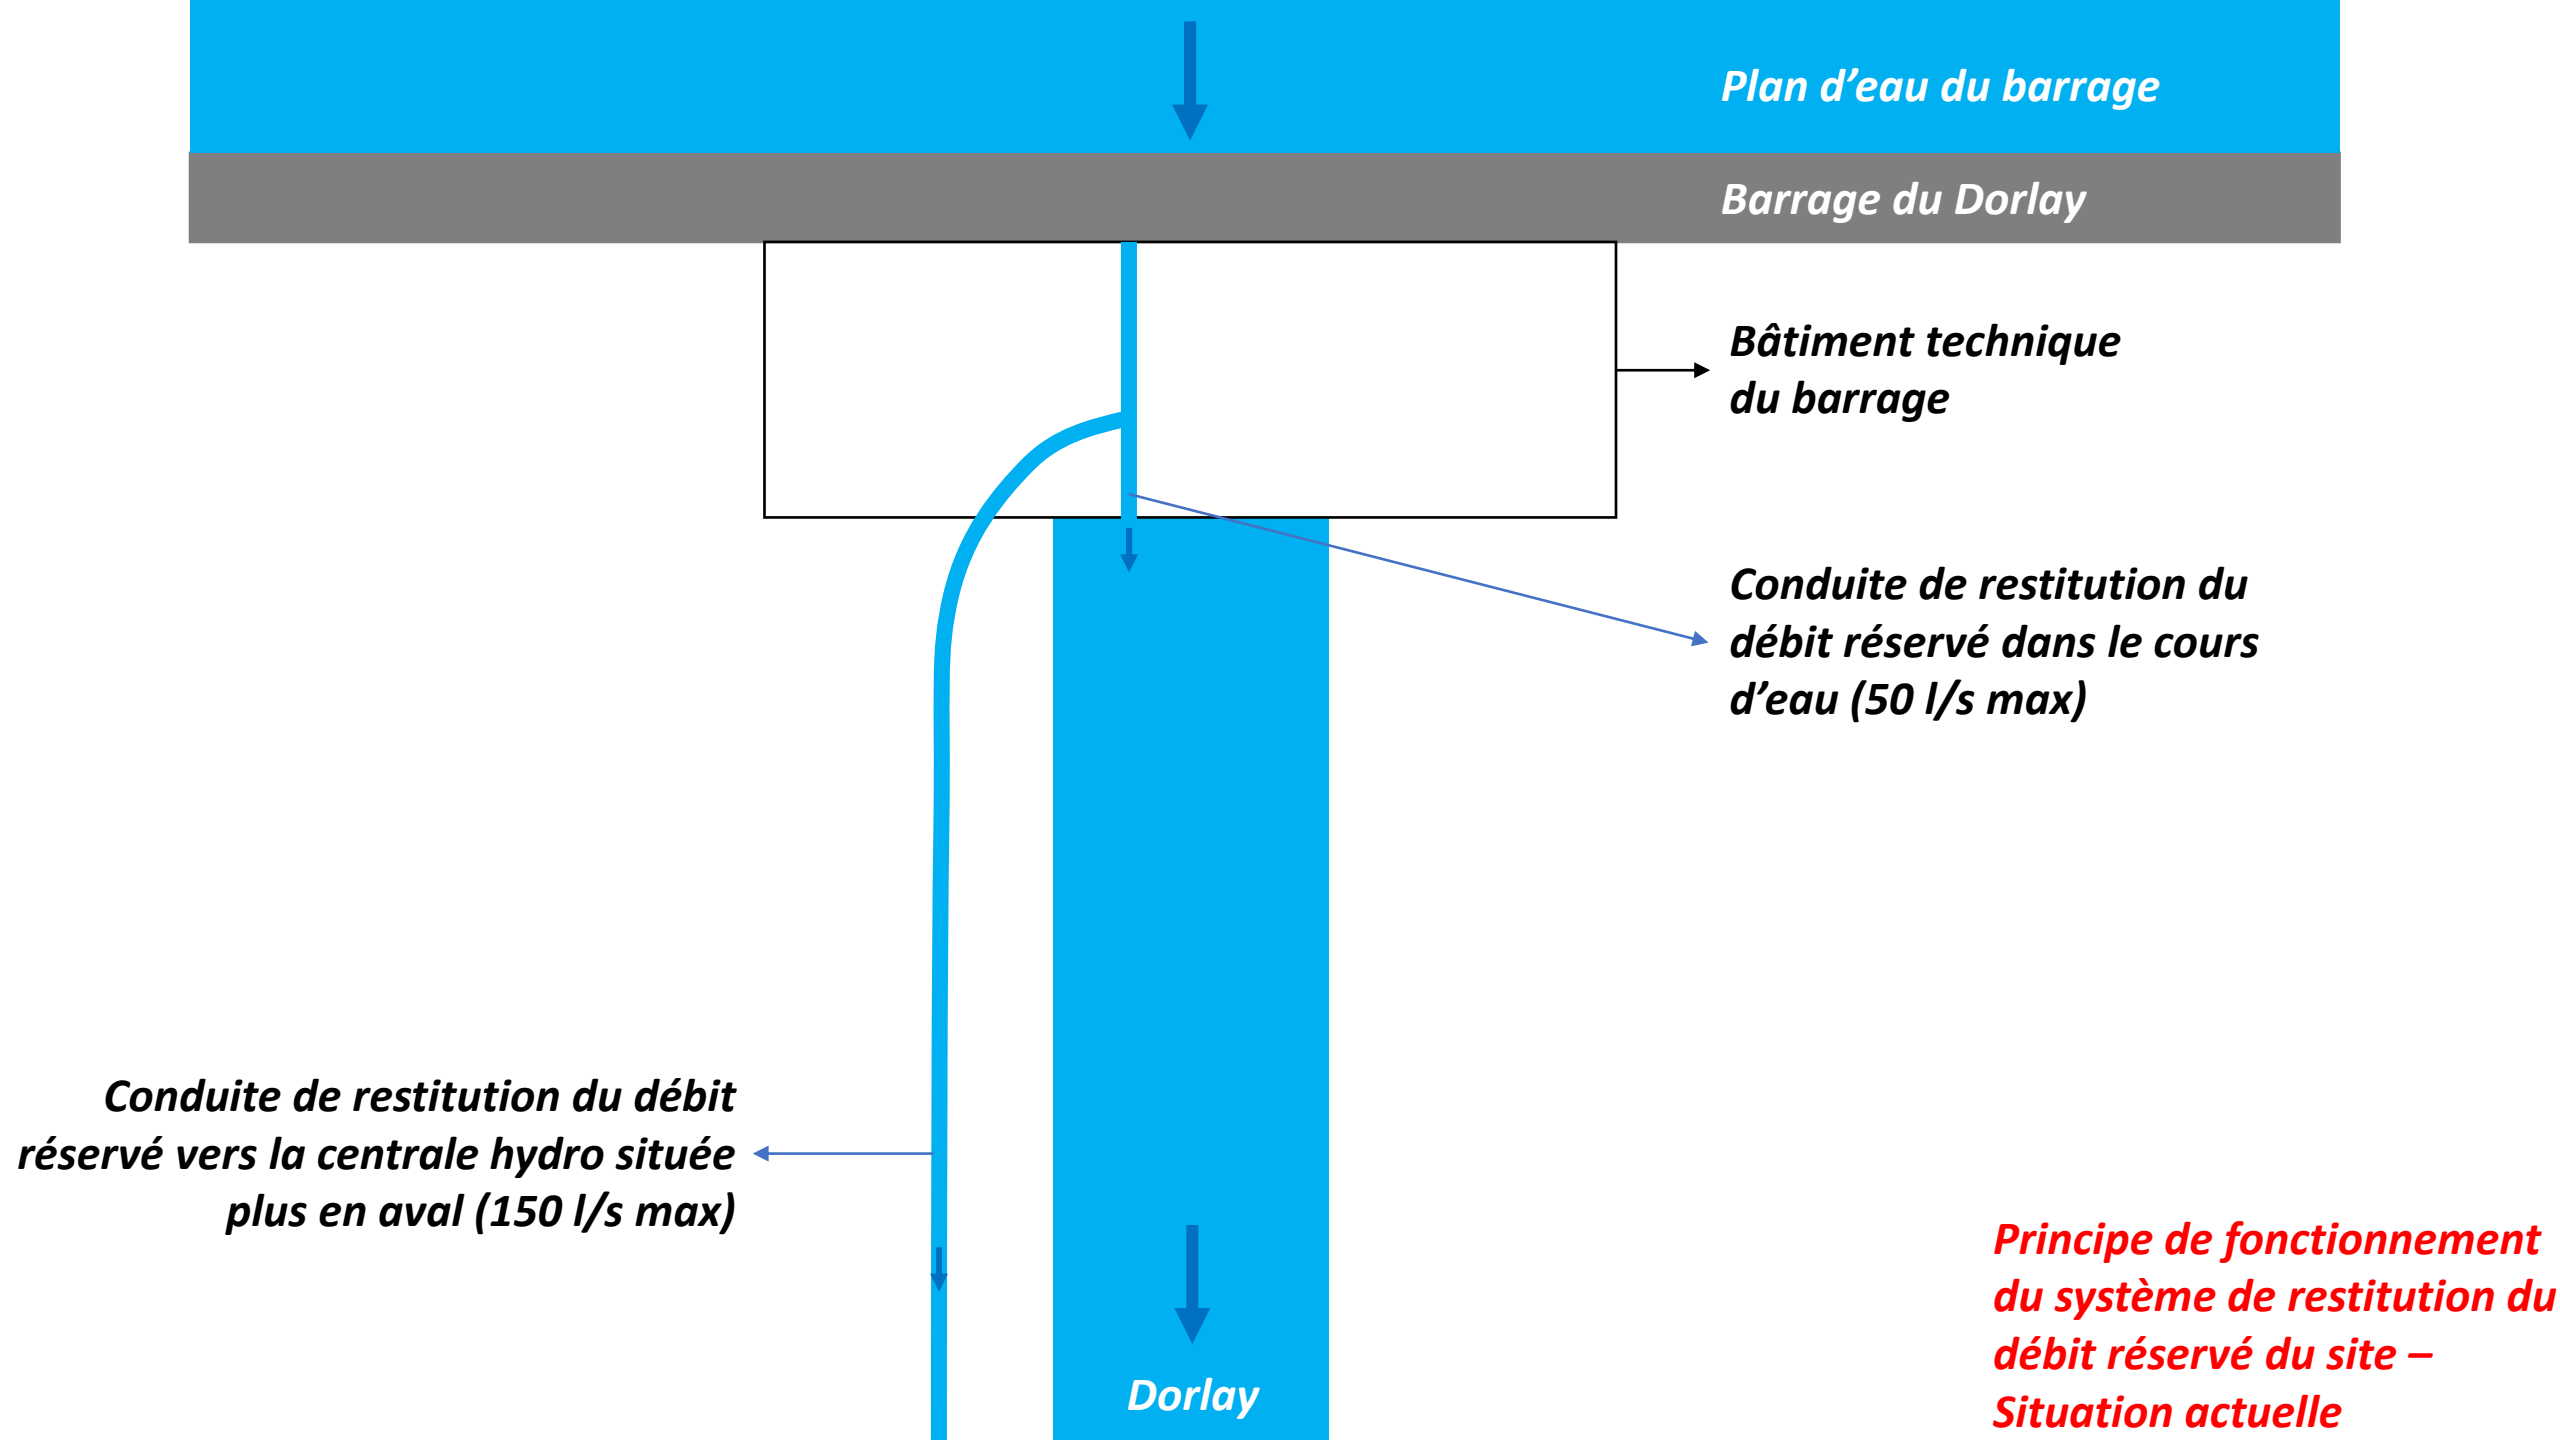 Plan d’eau du barrage
Barrage du Dorlay
Bâtiment technique
du barrage
Conduite de restitution du
débit réservé dans le cours
d’eau (50 l/s max)
Conduite de restitution du débit
réservé vers la centrale hydro située
plus en aval (150 l/s max)
Principe de fonctionnement
du système de restitution du
débit réservé du site –
Situation actuelle
Dorlay